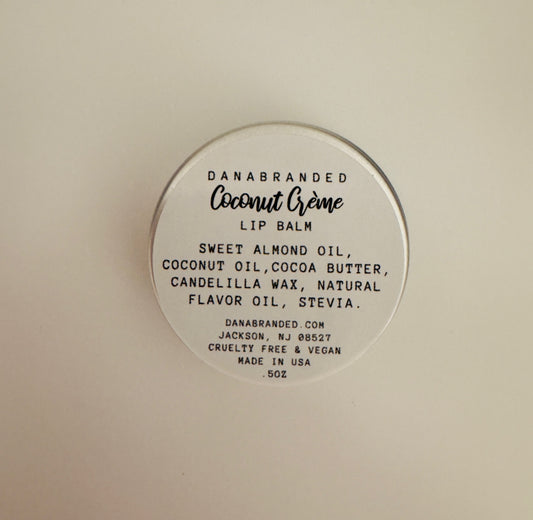 DANABRANDED
Coconut Crème
LIP BALM
SWEET ALMOND OIL,
COCONUT OIL,COCOA BUTTER,
CANDELILLA WAX, NATURAL
FLAVOR OIL, STEVIA.
DANABRANDED.COM
JACKSON, NJ 08527
CRUELTY FREE & VEGAN
MADE IN USA
.5OZ